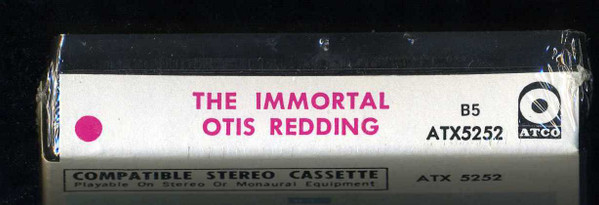 THE IMMORTAL
OTIS REDDING
B5
ATX5252
ATCO
COMPATIBLE STEREO CASSETTE
Playable On Stereo Or Monaural Equipment
ATX 5252